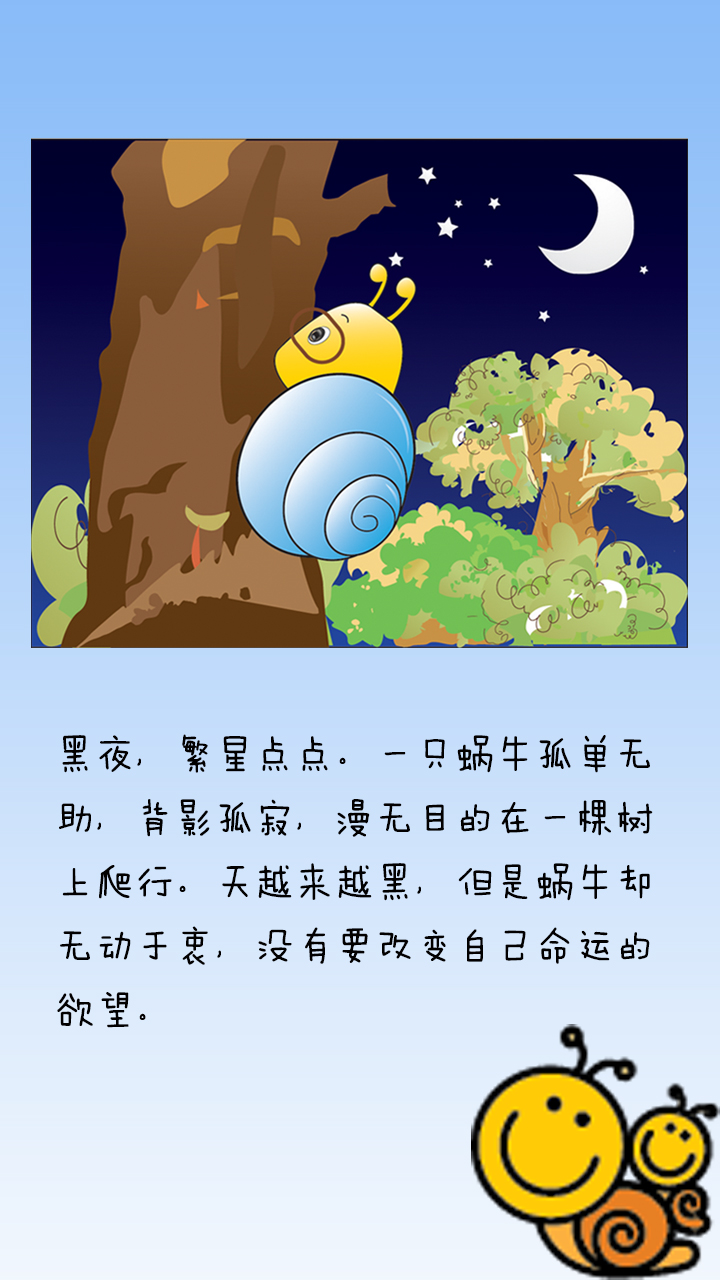 黑夜，繁星点点。一只蜗牛孤单无
助，背影孤寂，漫无目的在一棵树
上爬行。天越来越黑，但是蜗牛却
无动于衷，没有要改变自己命运的
欲望。